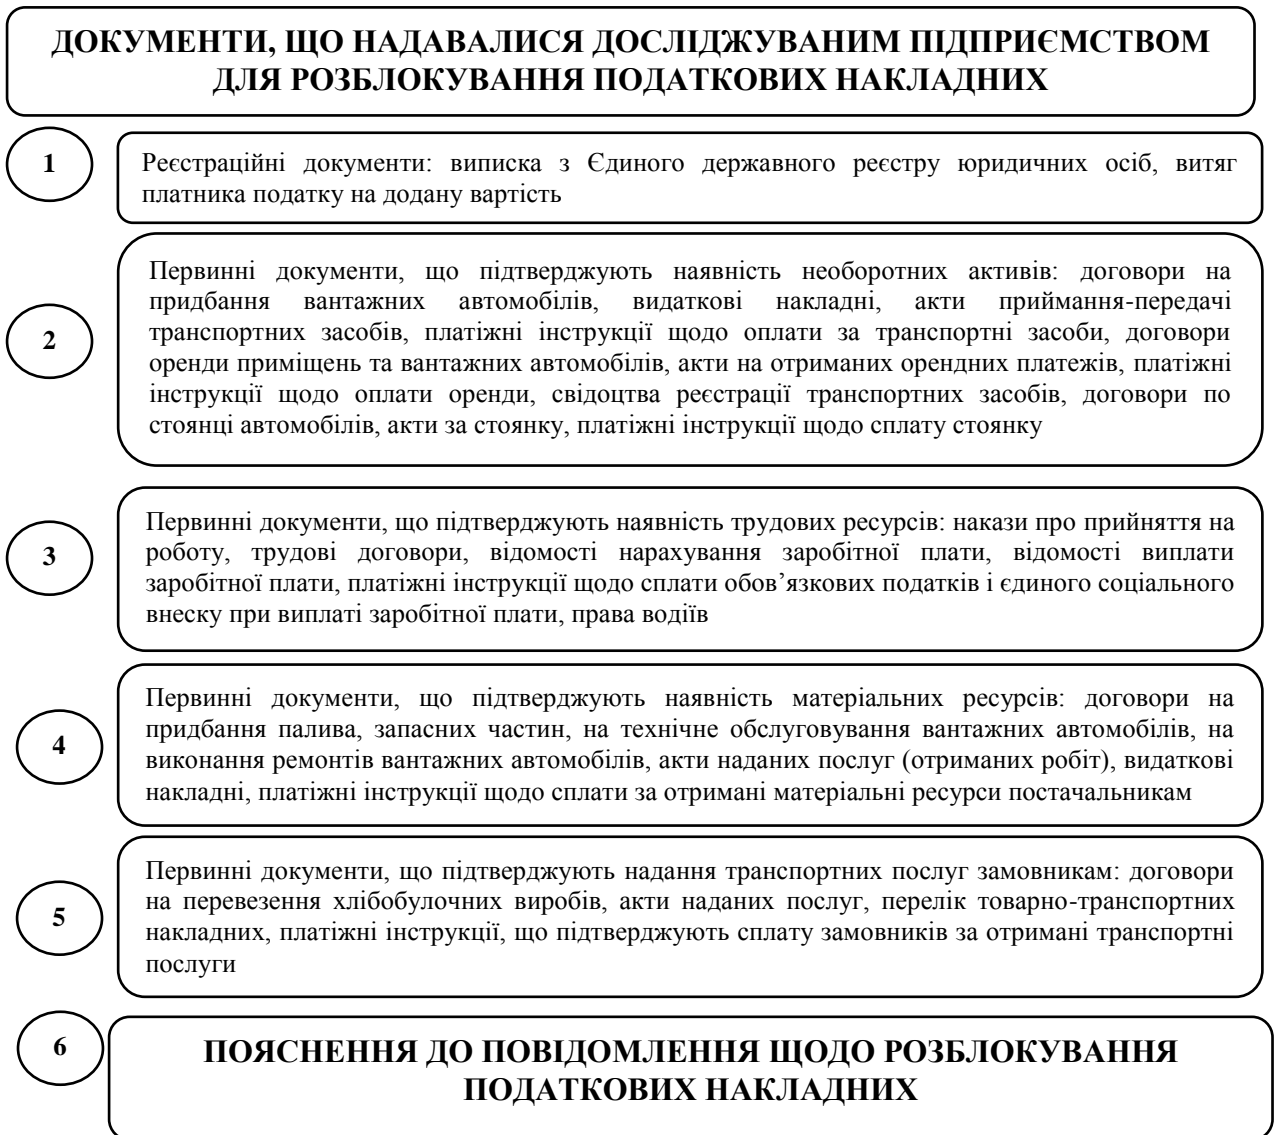 ДОКУМЕНТИ, ЩО НАДАВАЛИСЯ ДОСЛІДЖУВАНИМ ПІДПРИЄМСТВОМ
ДЛЯ РОЗБЛОКУВАННЯ ПОДАТКОВИХ НАКЛАДНИХ
1
Реєстраційні документи: виписка з Єдиного державного реєстру юридичних осіб, витяг
платника податку на додану вартість
2
Первинні документи, що підтверджують наявність необоротних активів: договори на
придбання вантажних автомобілів, видаткові накладні, акти приймання-передачі
транспортних засобів, платіжні інструкції щодо оплати за транспортні засоби, договори
оренди приміщень та вантажних автомобілів, акти на отриманих орендних платежів, платіжні
інструкції щодо оплати оренди, свідоцтва реєстрації транспортних засобів, договори по
стоянці автомобілів, акти за стоянку, платіжні інструкції щодо сплату стоянку
3
Первинні документи, що підтверджують наявність трудових ресурсів: накази про прийняття на
роботу, трудові договори, відомості нарахування заробітної плати, відомості виплати
заробітної плати, платіжні інструкції щодо сплати обов’язкових податків і єдиного соціального
внеску при виплаті заробітної плати, права водіїв
4
Первинні документи, що підтверджують наявність матеріальних ресурсів: договори на
придбання палива, запасних частин, на технічне обслуговування вантажних автомобілів, на
виконання ремонтів вантажних автомобілів, акти наданих послуг (отриманих робіт), видаткові
накладні, платіжні інструкції щодо сплати за отримані матеріальні ресурси постачальникам
5
Первинні документи, що підтверджують надання транспортних послуг замовникам: договори
на перевезення хлібобулочних виробів, акти наданих послуг, перелік товарно-транспортних
накладних, платіжні інструкції, що підтверджують сплату замовників за отримані транспортні
послуги
6
ПОЯСНЕННЯ ДО ПОВІДОМЛЕННЯ ЩОДО РОЗБЛОКУВАННЯ
ПОДАТКОВИХ НАКЛАДНИХ